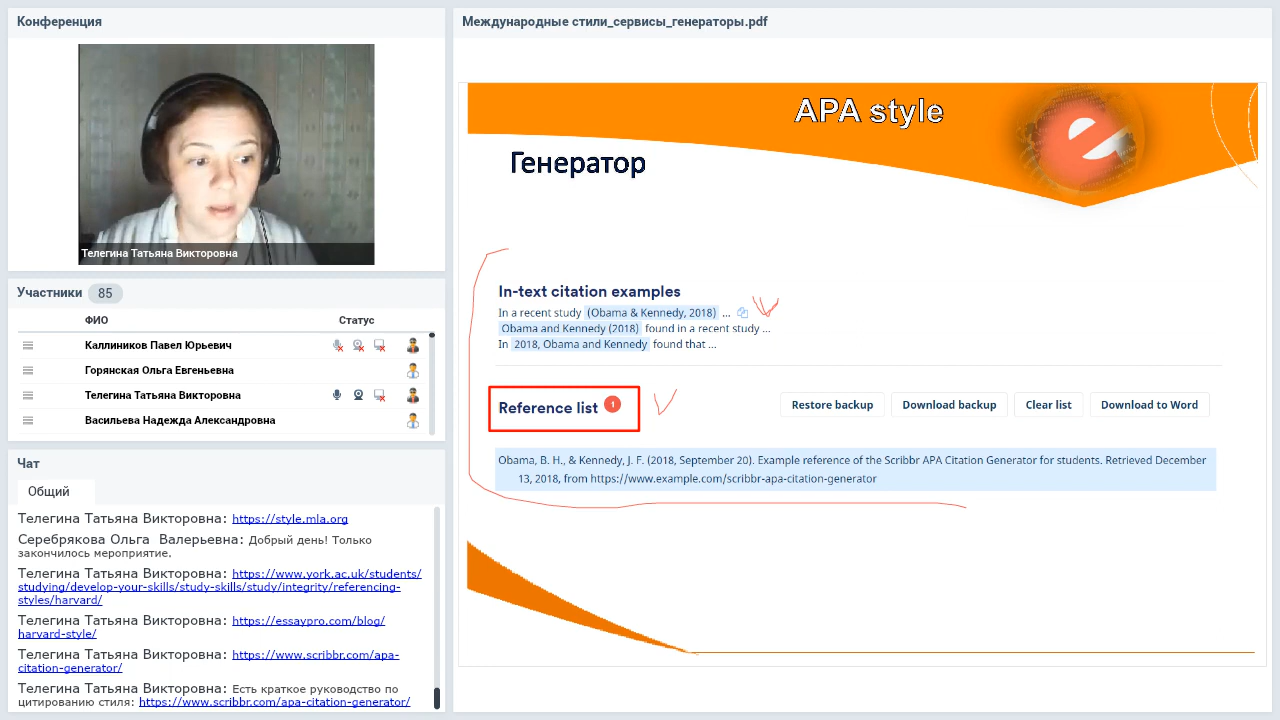 Конференция
Телегина Татьяна Викторовна
Участники 85
ФИО Статус
Каллиников Павел Юрьевич
Горянская Ольга Евгеньевна
Телегина Татьяна Викторовна
Васильева Надежда Александровна
Чат
Общий
Телегина Татьяна Викторовна: https://style.mla.org
Серебрякова Ольга Валерьевна: Добрый день! Только
закончилось мероприятие.
Телегина Татьяна Викторовна: https://www.york.ac.uk/students/
studying/develop-your-skills/study-skills/study/integrity/referencing-
styles/harvard/
Телегина Татьяна Викторовна: https://essaypro.com/blog/
harvard-style/
Телегина Татьяна Викторовна: https://www.scribbr.com/apa-
citation-generator/
Телегина Татьяна Викторовна: Есть краткое руководство по
цитированию стиля: https://www.scribbr.com/apa-citation-generator/
Международные стили_сервисы_генераторы.pdf
APA style
Генератор
In-text citation examples
In a recent study (Obama & Kennedy, 2018) ...
Obama and Kennedy (2018) found in a recent study ...
In 2018, Obama and Kennedy found that ...
Reference list 1
Restore backup Download backup Clear list Download to Word
Obama, B. H., & Kennedy, J. F. (2018, September 20). Example reference of the Scribbr APA Citation Generator for students. Retrieved December
13, 2018, from https://www.example.com/scribbr-apa-citation-generator